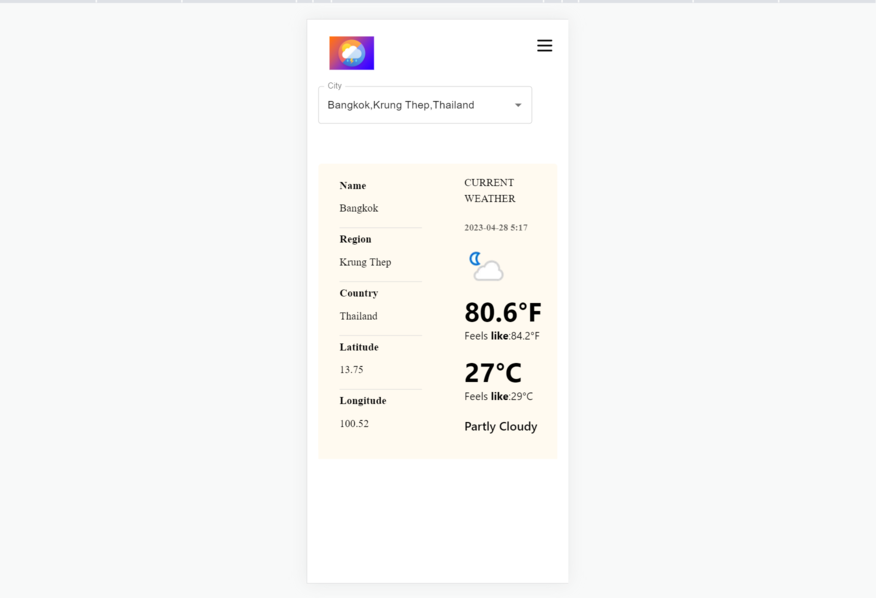 City
Bangkok,Krung Thep,Thailand
Name
Bangkok
Region
Krung Thep
Country
Thailand
Latitude
13.75
Longitude
100.52
CURRENT
WEATHER
2023-04-28 5:17
80.6°F
Feels like:84.2°F
27°C
Feels like:29°C
Partly Cloudy